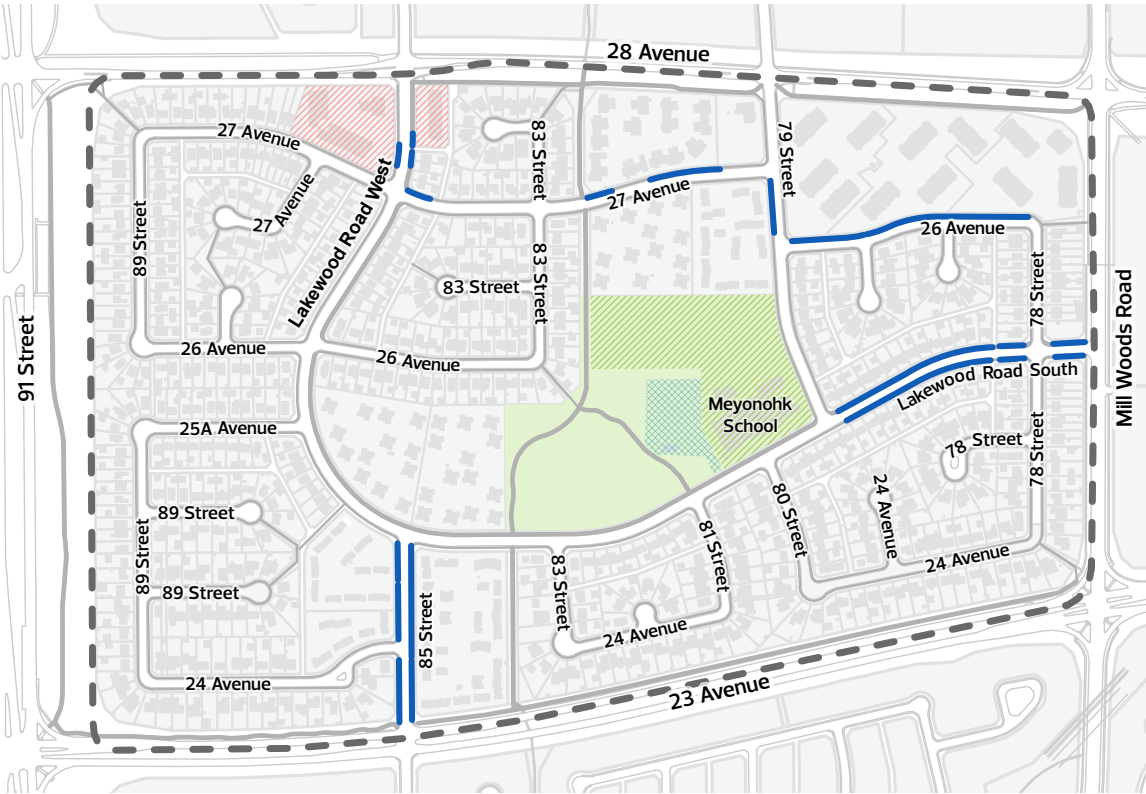 28 Avenue
27 Avenue
83 Street
79 Street
27 Avenue
Lakewood Road West
27 Avenue
89 Street
83 Street
26 Avenue
83 Street
78 Street
91 Street
26 Avenue
26 Avenue
Mill Woods Road
Lakewood Road South
Meyonohk
School
25A Avenue
78 Street
78 Street
89 Street
24 Avenue
80 Street
81 Street
89 Street
24 Avenue
83 Street
89 Street
85 Street
24 Avenue
24 Avenue
23 Avenue